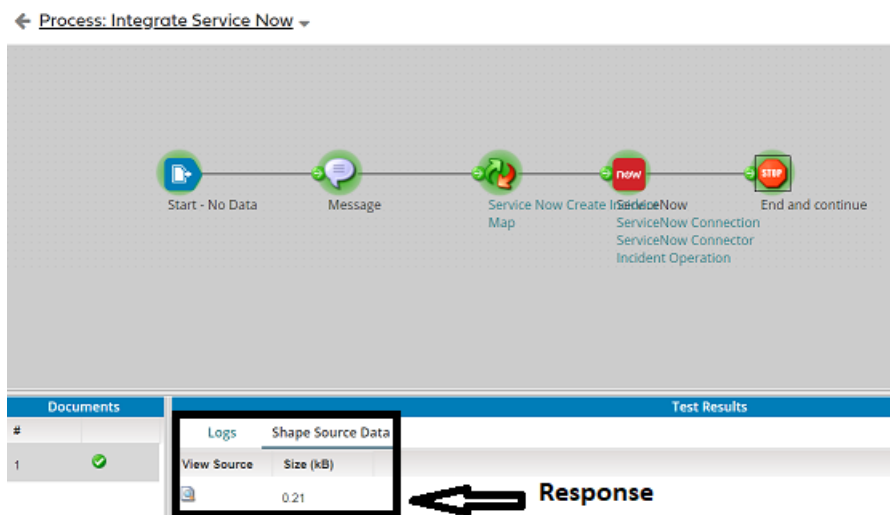 Process: Integrate Service Now
now
STOP
Start - No Data
Message
Service Now Create Incident
Map
ServiceNow
ServiceNow Connection
ServiceNow Connector
Incident Operation
End and continue
Documents
Test Results
#
Logs
Shape Source Data
View Source
Size (kB)
1
0.21
Response